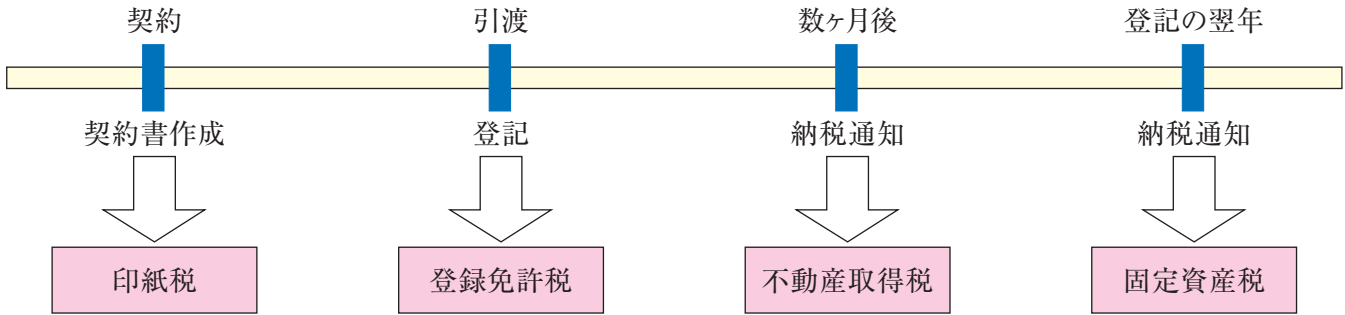 契約 引渡 数ヶ月後 登記の翌年
契約書作成 登記 納税通知 納税通知
印紙税 登録免許税 不動産取得税 固定資産税